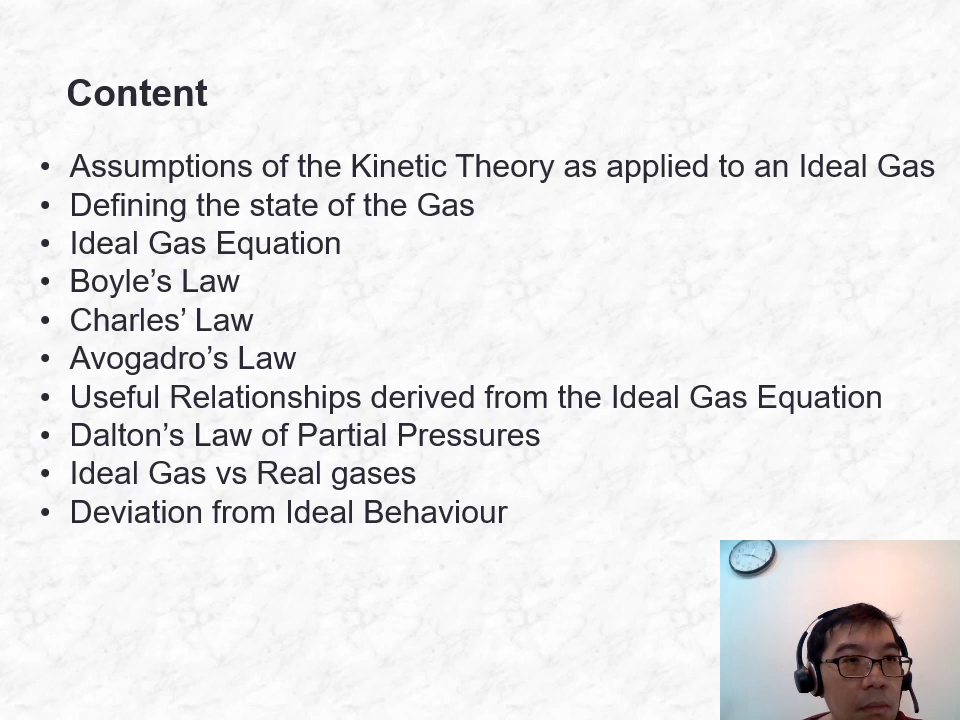 Content
• Assumptions of the Kinetic Theory as applied to an Ideal Gas
• Defining the state of the Gas
• Ideal Gas Equation
• Boyle’s Law
• Charles’ Law
• Avogadro’s Law
• Useful Relationships derived from the Ideal Gas Equation
• Dalton’s Law of Partial Pressures
• Ideal Gas vs Real gases
• Deviation from Ideal Behaviour